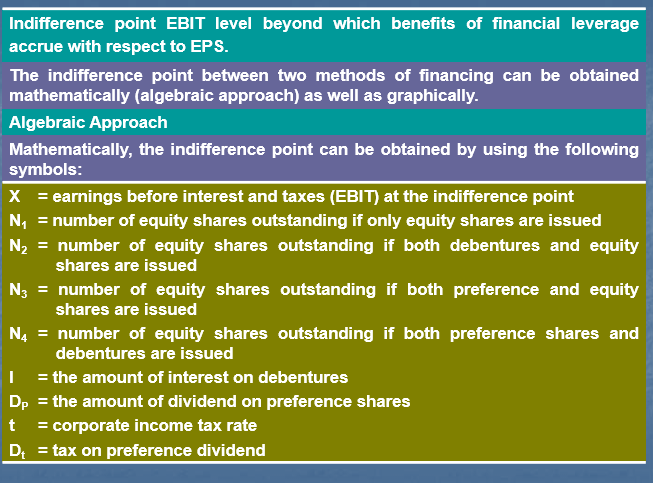 Indifference point EBIT level beyond which benefits of financial leverage
accrue with respect to EPS.
The indifference point between two methods of financing can be obtained
mathematically (algebraic approach) as well as graphically.
Algebraic Approach
Mathematically, the indifference point can be obtained by using the following
symbols:
X = earnings before interest and taxes (EBIT) at the indifference point
N₁ = number of equity shares outstanding if only equity shares are issued
N₂ = number of equity shares outstanding if both debentures and equity
shares are issued
N₃ = number of equity shares outstanding if both preference and equity
shares are issued
N₄ = number of equity shares outstanding if both preference shares and
debentures are issued
I = the amount of interest on debentures
Dₚ = the amount of dividend on preference shares
t = corporate income tax rate
Dₜ = tax on preference dividend